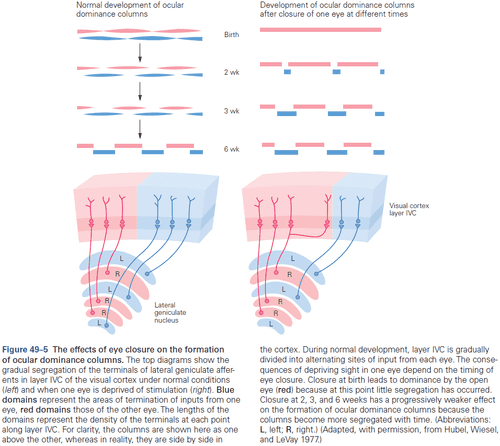 Normal development of ocular
dominance columns
Development of ocular dominance columns
after closure of one eye at different times
Birth
2 wk
3 wk
6 wk
Visual cortex
layer IVC
L
R
L
R
R
L
Lateral
geniculate
nucleus
L
R
L
R
R
L
Figure 49–5 The effects of eye closure on the formation
of ocular dominance columns. The top diagrams show the
gradual segregation of the terminals of lateral geniculate affer-
ents in layer IVC of the visual cortex under normal conditions
(left) and when one eye is deprived of stimulation (right). Blue
domains represent the areas of termination of inputs from one
eye, red domains those of the other eye. The lengths of the
domains represent the density of the terminals at each point
along layer IVC. For clarity, the columns are shown here as one
above the other, whereas in reality, they are side by side in
the cortex. During normal development, layer IVC is gradually
divided into alternating sites of input from each eye. The conse-
quences of depriving sight in one eye depend on the timing of
eye closure. Closure at birth leads to dominance by the open
eye (red) because at this point little segregation has occurred.
Closure at 2, 3, and 6 weeks has a progressively weaker effect
on the formation of ocular dominance columns because the
columns become more segregated with time. (Abbreviations:
L, left; R, right.) (Adapted, with permission, from Hubel, Wiesel,
and LeVay 1977.)